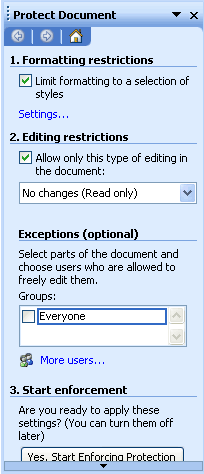 Protect Document
1. Formatting restrictions
Limit formatting to a selection of
styles
Settings...
2. Editing restrictions
Allow only this type of editing in
the document:
No changes (Read only)
Exceptions (optional)
Select parts of the document and
choose users who are allowed to
freely edit them.
Groups:
Everyone
More users...
3. Start enforcement
Are you ready to apply these
settings? (You can turn them off
later)
Yes, Start Enforcing Protection